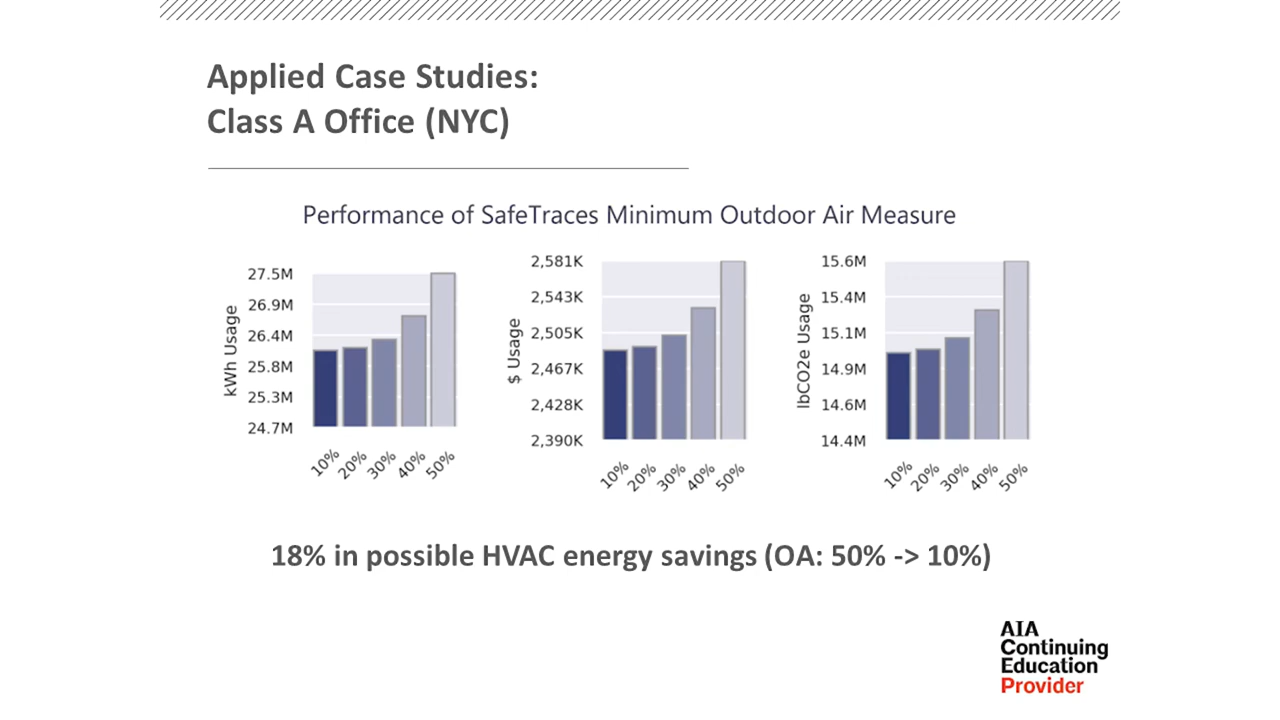 Applied Case Studies:
Class A Office (NYC)
Performance of SafeTraces Minimum Outdoor Air Measure
kWh Usage
27.5M
26.9M
26.4M
25.8M
25.3M
24.7M
10% 20% 30% 40% 50%
$ Usage
2,581K
2,543K
2,505K
2,467K
2,428K
2,390K
10% 20% 30% 40% 50%
lbCO2e Usage
15.6M
15.4M
15.1M
14.9M
14.6M
14.4M
10% 20% 30% 40% 50%
18% in possible HVAC energy savings (OA: 50% -> 10%)
AIA
Continuing
Education
Provider